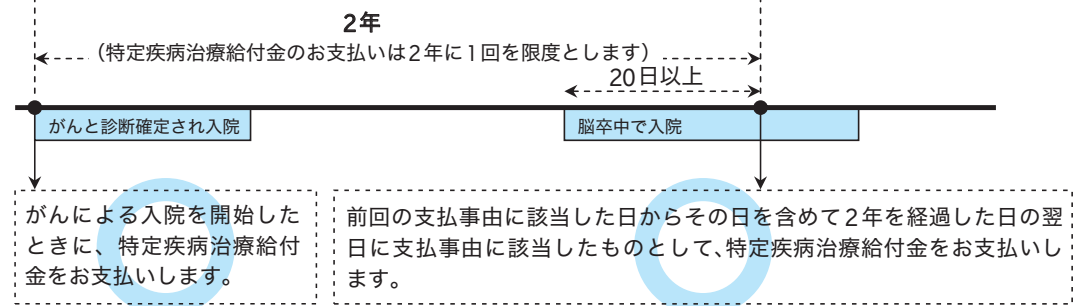 2年
（特定疾病治療給付金のお支払いは2年に1回を限度とします）
20日以上
がんと診断確定され入院
脳卒中で入院
がんによる入院を開始した
ときに、特定疾病治療給付
金をお支払いします。
前回の支払事由に該当した日からその日を含めて2年を経過した日の翌
日に支払事由に該当したものとして、特定疾病治療給付金をお支払いし
ます。